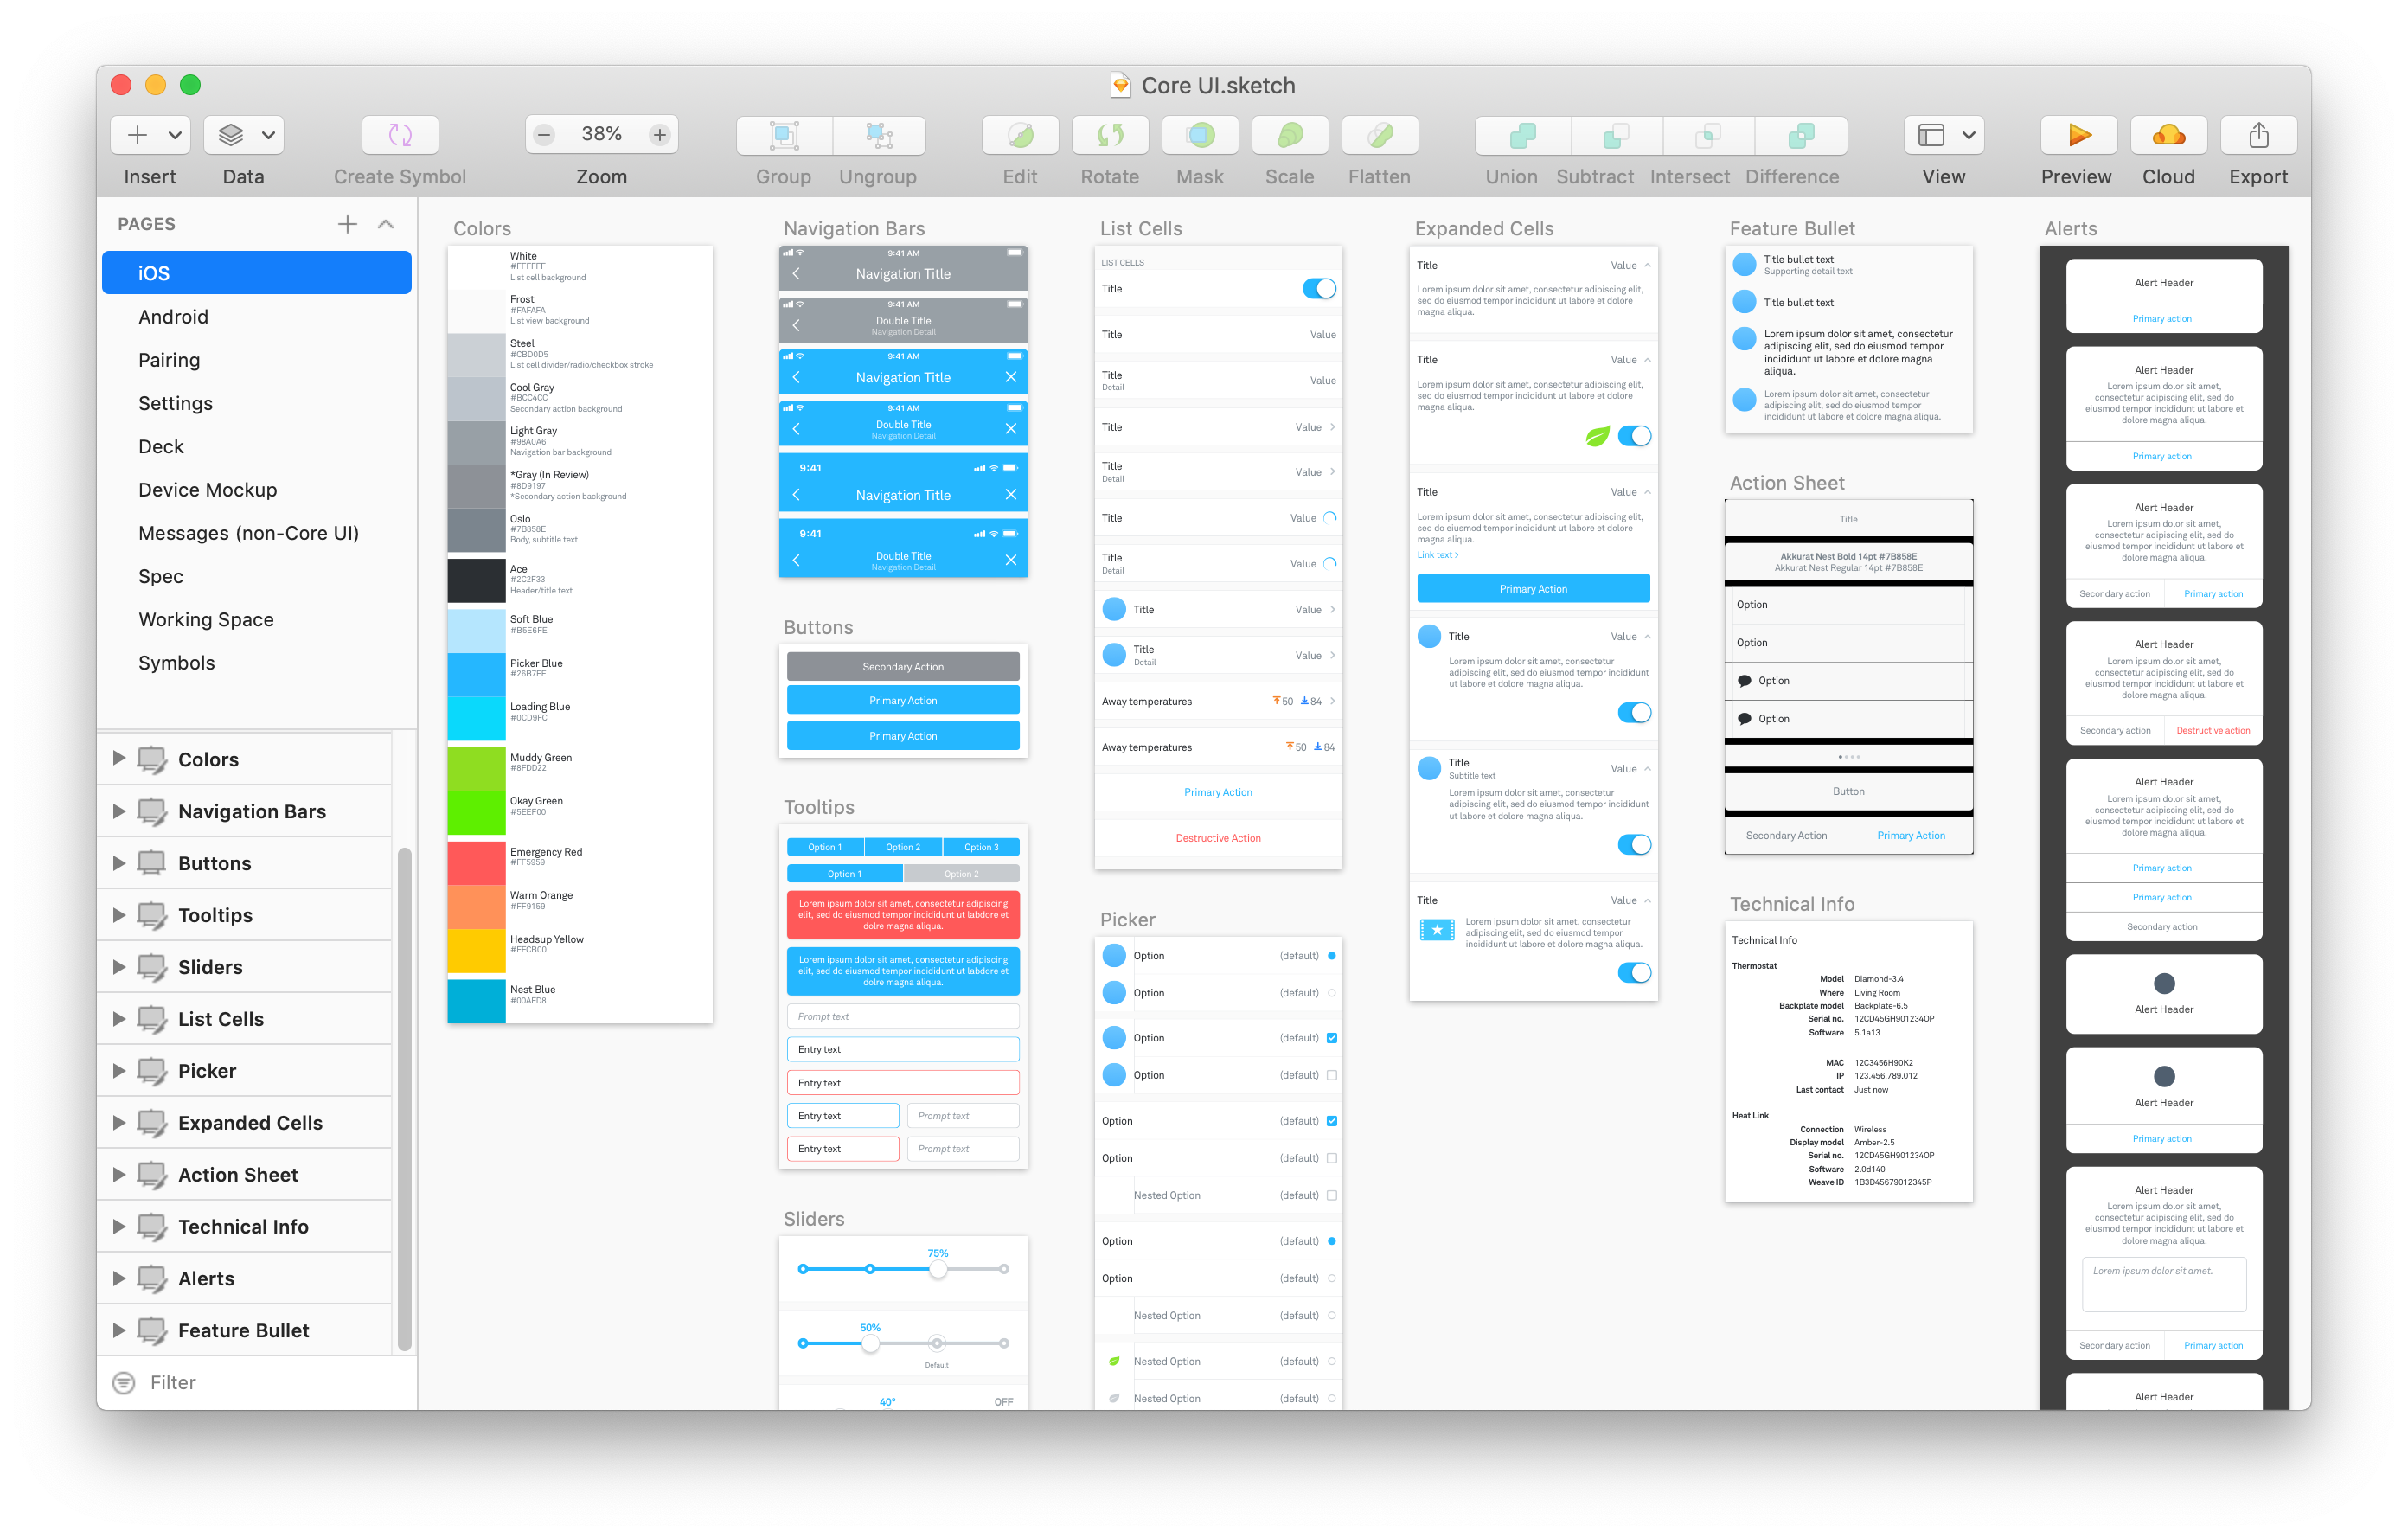 Core UI.sketch
38%
Insert
Data
Create Symbol
Zoom
Group
Ungroup
Edit
Rotate
Mask
Scale
Flatten
Union
Subtract
Intersect
Difference
View
Preview
Cloud
Export
PAGES
iOS
Android
Pairing
Settings
Deck
Device Mockup
Messages (non-Core UI)
Spec
Working Space
Symbols
Colors
Navigation Bars
Buttons
Tooltips
Sliders
List Cells
Picker
Expanded Cells
Action Sheet
Technical Info
Alerts
Feature Bullet
Filter
Colors
White
#FFFFFF
List cell background
Frost
#FAFAFA
List view background
Steel
#CBD0D5
List cell divider/radio/checkbox stroke
Cool Gray
#BCC4CC
Secondary action background
Light Gray
#98A0A6
Navigation bar background
*Gray (In Review)
#8D9197
*Secondary action background
Oslo
#7B858E
Body, subtitle text
Ace
#2C2F33
Header/title text
Soft Blue
#B5E6FE
Picker Blue
#26B7FF
Loading Blue
#0CD9FC
Muddy Green
#8FDD22
Okay Green
#5EEF00
Emergency Red
#FF5959
Warm Orange
#FF9159
Headsup Yellow
#FFCB00
Nest Blue
#00AFD8
Navigation Bars
9:41 AM
Navigation Title
9:41 AM
Double Title
Navigation Detail
9:41 AM
Navigation Title
9:41 AM
Double Title
Navigation Detail
9:41
Navigation Title
9:41
Double Title
Navigation Detail
Buttons
Secondary Action
Primary Action
Primary Action
Tooltips
Option 1
Option 2
Option 3
Option 1
Option 2
Lorem ipsum dolor sit amet, consectetur adipiscing
elit, sed do eiusmod tempor incididunt ut labdore et
dolre magna aliqua.
Lorem ipsum dolor sit amet, consectetur adipiscing
elit, sed do eiusmod tempor incididunt ut labdore et
dolre magna aliqua.
Prompt text
Entry text
Entry text
Entry text
Prompt text
Entry text
Prompt text
Sliders
75%
50%
Default
40°
OFF
List Cells
LIST CELLS
Title
Title
Value
Title
Detail
Value
Title
Value
Title
Detail
Value
Title
Value
Title
Detail
Value
Title
Value
Title
Detail
Value
Away temperatures
50
84
Away temperatures
50
84
Primary Action
Destructive Action
Picker
Option
(default)
Option
(default)
Option
(default)
Option
(default)
Option
(default)
Option
(default)
Nested Option
(default)
Option
(default)
Option
(default)
Nested Option
(default)
Nested Option
(default)
Nested Option
(default)
Expanded Cells
Title
Value
Lorem ipsum dolor sit amet, consectetur adipiscing elit,
sed do eiusmod tempor incididunt ut labore et dolore
magna aliqua.
Title
Value
Lorem ipsum dolor sit amet, consectetur adipiscing elit,
sed do eiusmod tempor incididunt ut labore et dolore
magna aliqua.
Title
Value
Lorem ipsum dolor sit amet, consectetur adipiscing elit,
sed do eiusmod tempor incididunt ut labore et dolore
magna aliqua.
Link text >
Primary Action
Title
Value
Lorem ipsum dolor sit amet, consectetur
adipiscing elit, sed do eiusmod tempor incididunt
ut labore et dolore magna aliqua.
Title
Subtitle text
Value
Lorem ipsum dolor sit amet, consectetur
adipiscing elit, sed do eiusmod tempor incididunt
ut labore et dolore magna aliqua.
Title
Value
Lorem ipsum dolor sit amet, consectetur
adipiscing elit, sed do eiusmod tempor
incididunt ut labore et dolore magna aliqua.
Feature Bullet
Title bullet text
Supporting detail text
Title bullet text
Lorem ipsum dolor sit amet, consectetur
adipiscing elit, sed do eiusmod tempor
incididunt ut labore et dolore magna
aliqua.
Lorem ipsum dolor sit amet, consectetur
adipiscing elit, sed do eiusmod tempor
incididunt ut labore et dolore magna aliqua.
Action Sheet
Title
Akkurat Nest Bold 14pt #7B858E
Akkurat Nest Regular 14pt #7B858E
Option
Option
Option
Option
Button
Secondary Action
Primary Action
Technical Info
Technical Info
Thermostat
Model Diamond-3.4
Where Living Room
Backplate model Backplate-6.5
Serial no. 12CD45GH901234OP
Software 5.1a13
MAC 12C3456H90K2
IP 123.456.789.012
Last contact Just now
Heat Link
Connection Wireless
Display model Amber-2.5
Serial no. 12CD45GH901234OP
Software 2.0d140
Weave ID 1B3D45679012345P
Alerts
Alert Header
Primary action
Alert Header
Lorem ipsum dolor sit amet,
consectetur adipiscing elit, sed do
eiusmod tempor incididunt ut labore et
dolore magna aliqua.
Primary action
Alert Header
Lorem ipsum dolor sit amet,
consectetur adipiscing elit, sed do
eiusmod tempor incididunt ut labore et
dolore magna aliqua.
Secondary action
Primary action
Alert Header
Lorem ipsum dolor sit amet,
consectetur adipiscing elit, sed do
eiusmod tempor incididunt ut labore et
dolore magna aliqua.
Secondary action
Destructive action
Alert Header
Lorem ipsum dolor sit amet,
consectetur adipiscing elit, sed do
eiusmod tempor incididunt ut labore et
dolore magna aliqua.
Primary action
Primary action
Secondary action
Alert Header
Alert Header
Primary action
Alert Header
Lorem ipsum dolor sit amet,
consectetur adipiscing elit, sed do
eiusmod tempor incididunt ut labore et
dolore magna aliqua.
Lorem ipsum dolor sit amet.
Secondary action
Primary action
Alert Header